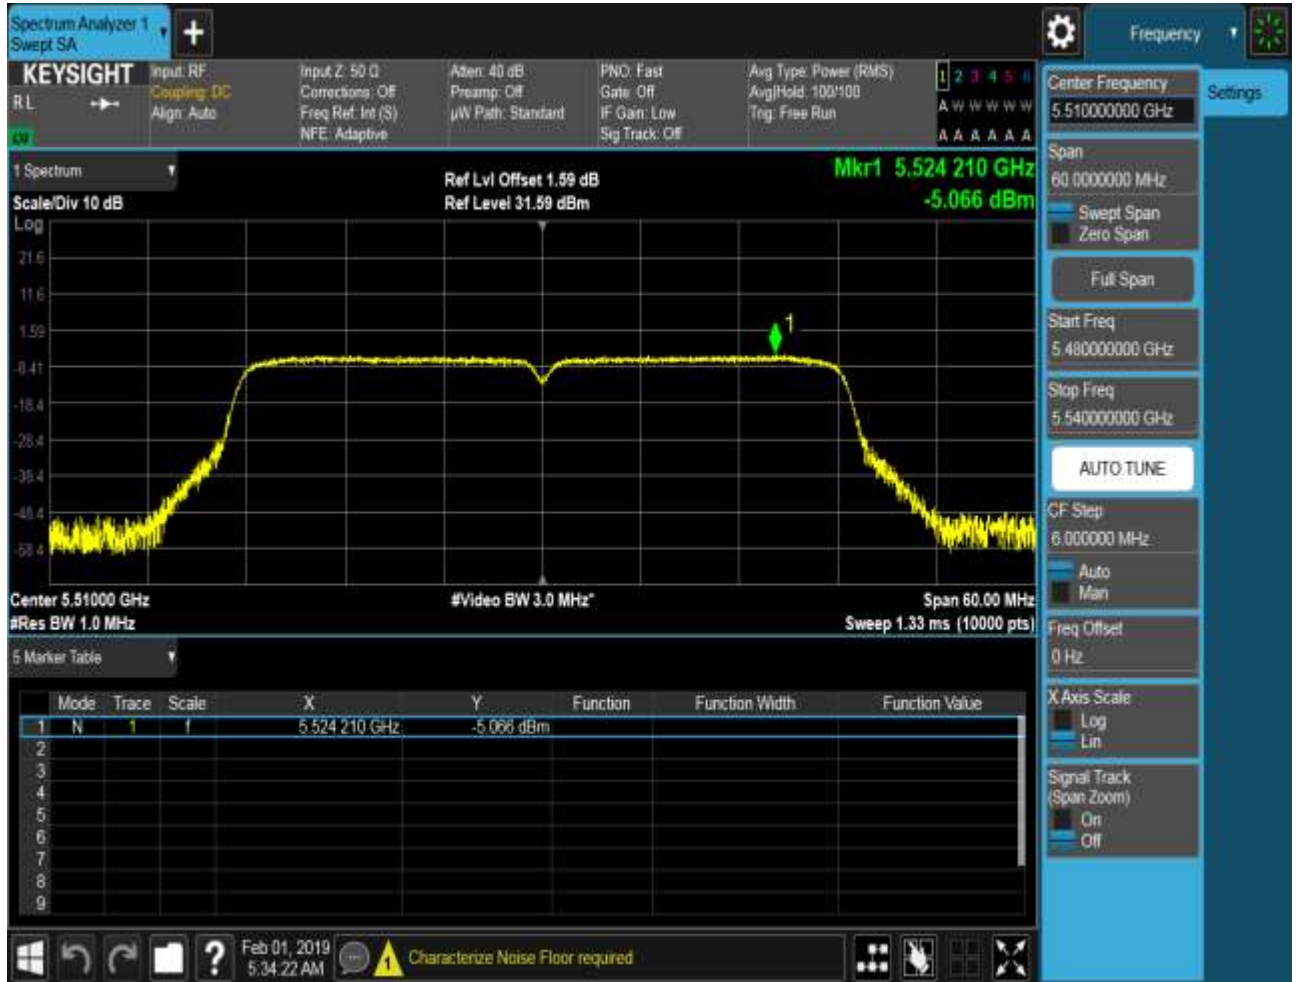 Spectrum Analyzer 1
Swept SA
Frequency
KEYSIGHT
RL
Input: RF
Coupling: DC
Align: Auto
Input Z: 50 Ω
Corrections: Off
Freq Ref: Int (S)
NFE: Adaptive
Atten: 40 dB
Preamp: Off
µW Path: Standard
PNO: Fast
Gate: Off
IF Gain: Low
Sig Track: Off
Avg Type: Power (RMS)
Avg|Hold: 100/100
Trig: Free Run
1 2 3 4 5 6
A W W W W W
A A A A A A
1 Spectrum
Scale/Div 10 dB
Log
Ref Lvl Offset 1.59 dB
Ref Level 31.59 dBm
Mkr1 5.524 210 GHz
-5.066 dBm
21.6
11.6
1.59
-8.41
-18.4
-28.4
-38.4
-48.4
-58.4
1
Center 5.51000 GHz
#Res BW 1.0 MHz
#Video BW 3.0 MHz*
Span 60.00 MHz
Sweep 1.33 ms (10000 pts)
5 Marker Table
Mode Trace Scale X Y Function Function Width Function Value
1 N 1 f 5.524 210 GHz -5.066 dBm
2
3
4
5
6
7
8
9
Center Frequency
5.510000000 GHz
Settings
Span
60.0000000 MHz
Swept Span
Zero Span
Full Span
Start Freq
5.480000000 GHz
Stop Freq
5.540000000 GHz
AUTO TUNE
CF Step
6.000000 MHz
Auto
Man
Freq Offset
0 Hz
X Axis Scale
Log
Lin
Signal Track
(Span Zoom)
On
Off
Feb 01, 2019
5:34:22 AM
1
Characterize Noise Floor required